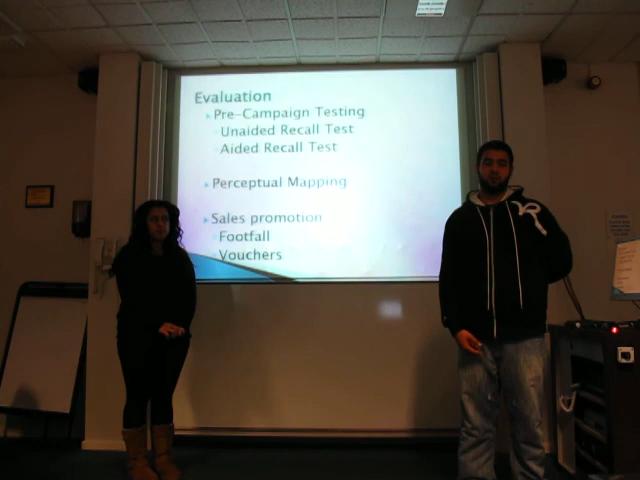 Evaluation
Pre-Campaign Testing
Unaided Recall Test
Aided Recall Test
Perceptual Mapping
Sales promotion
Footfall
Vouchers